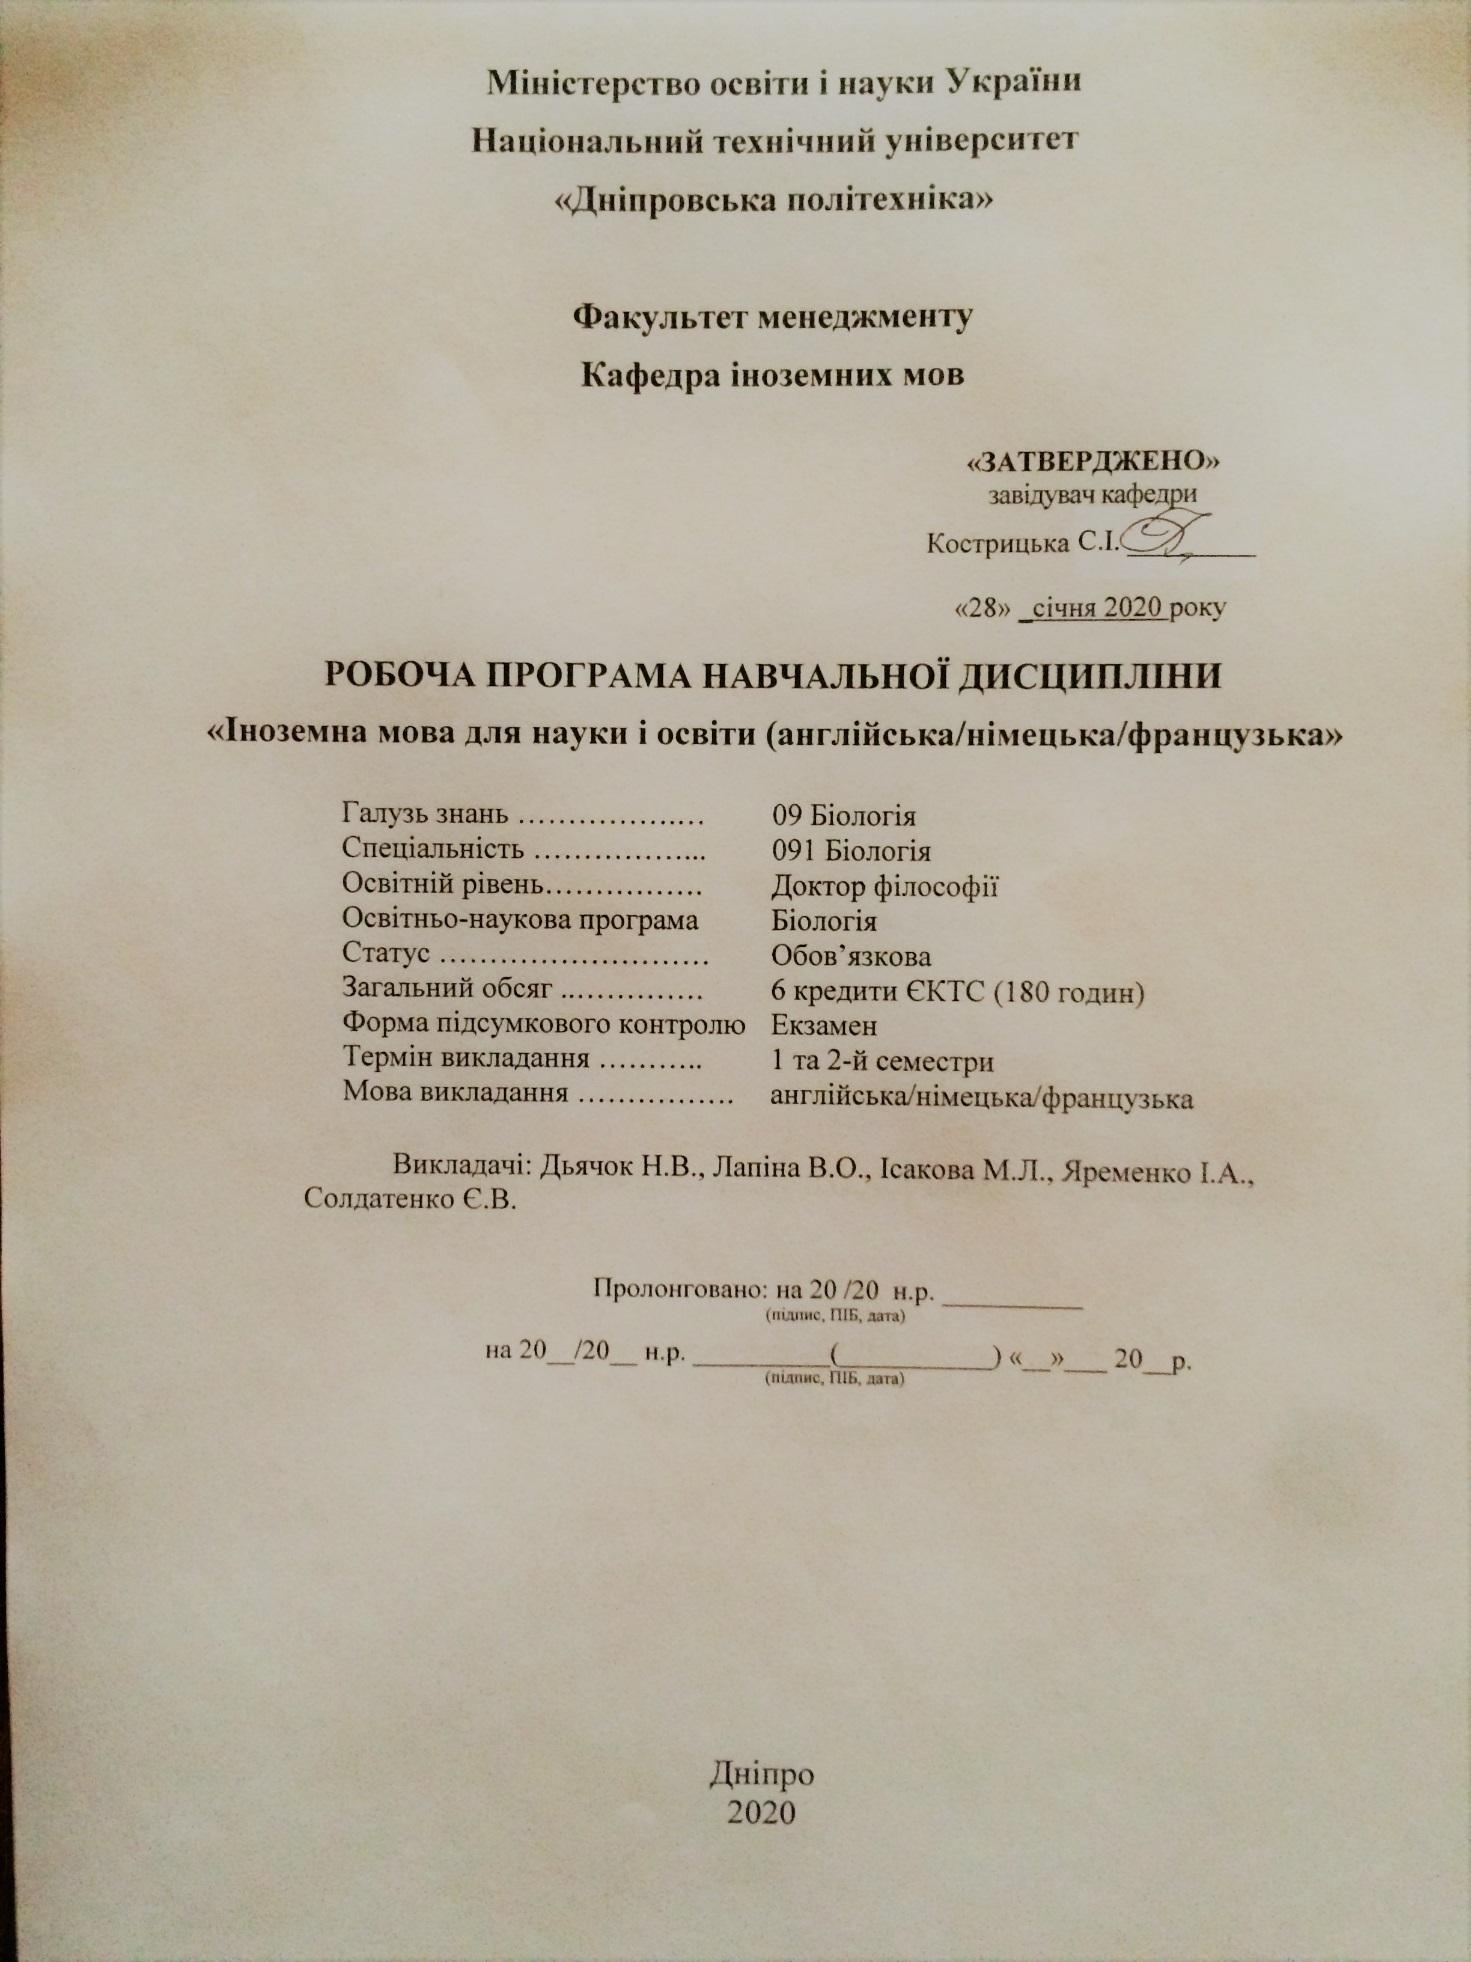 Міністерство освіти і науки України
Національний технічний університет
«Дніпровська політехніка»
Факультет менеджменту
Кафедра іноземних мов
«ЗАТВЕРДЖЕНО»
завідувач кафедри
Кострицька С.І. ________
«28» _січня 2020 року
РОБОЧА ПРОГРАМА НАВЧАЛЬНОЇ ДИСЦИПЛІНИ
«Іноземна мова для науки і освіти (англійська/німецька/французька»
Галузь знань ………………. 09 Біологія
Спеціальність …………….. 091 Біологія
Освітній рівень……………. Доктор філософії
Освітньо-наукова програма Біологія
Статус ……………………… Обов’язкова
Загальний обсяг ..………… 6 кредити ЄКТС (180 годин)
Форма підсумкового контролю Екзамен
Термін викладання ……….. 1 та 2-й семестри
Мова викладання ……………. англійська/німецька/французька
Викладачі: Дьячок Н.В., Лапіна В.О., Ісакова М.Л., Яременко І.А.,
Солдатенко Є.В.
Пролонговано: на 20 /20 н.р. __________
(підпис, ПІБ, дата)
на 20__/20__ н.р. __________(___________) «__»___ 20__р.
(підпис, ПІБ, дата)
Дніпро
2020